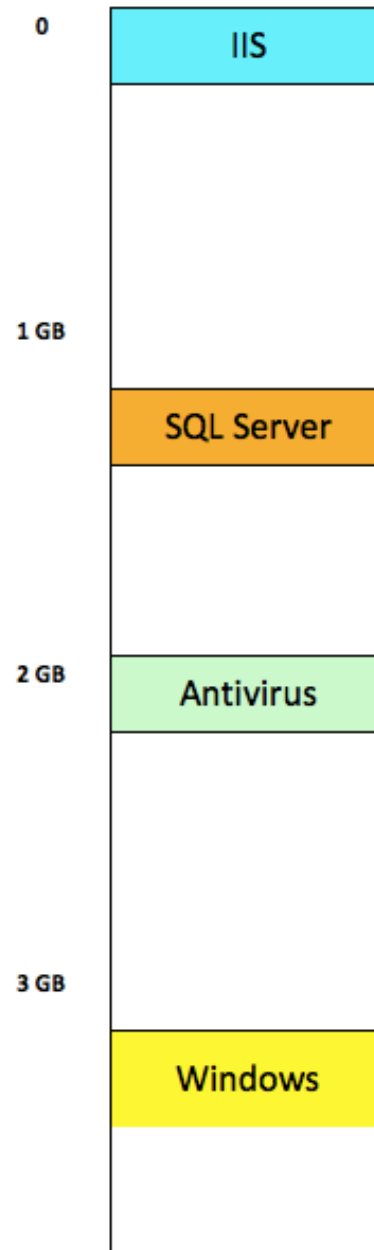 0
IIS
1 GB
SQL Server
2 GB
Antivirus
3 GB
Windows